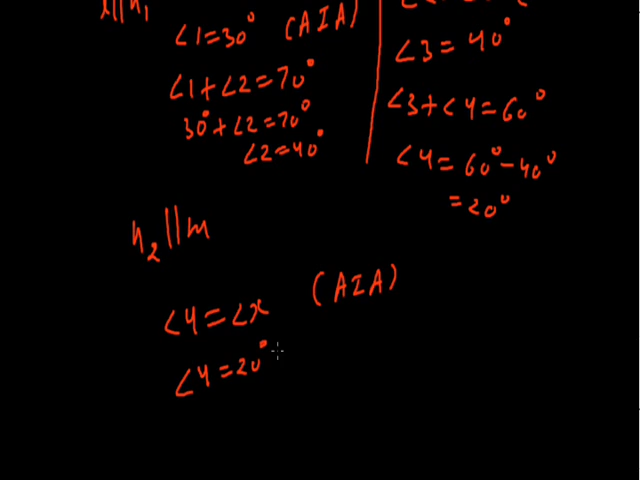 l||n₁
∠1=30° (AIA)
∠1+∠2=70°
30°+∠2=70°
∠2=40°
∠3=40°
∠3+∠4=60°
∠4=60°-40°
=20°
n₂||m
∠4=∠x (AIA)
∠4=20°